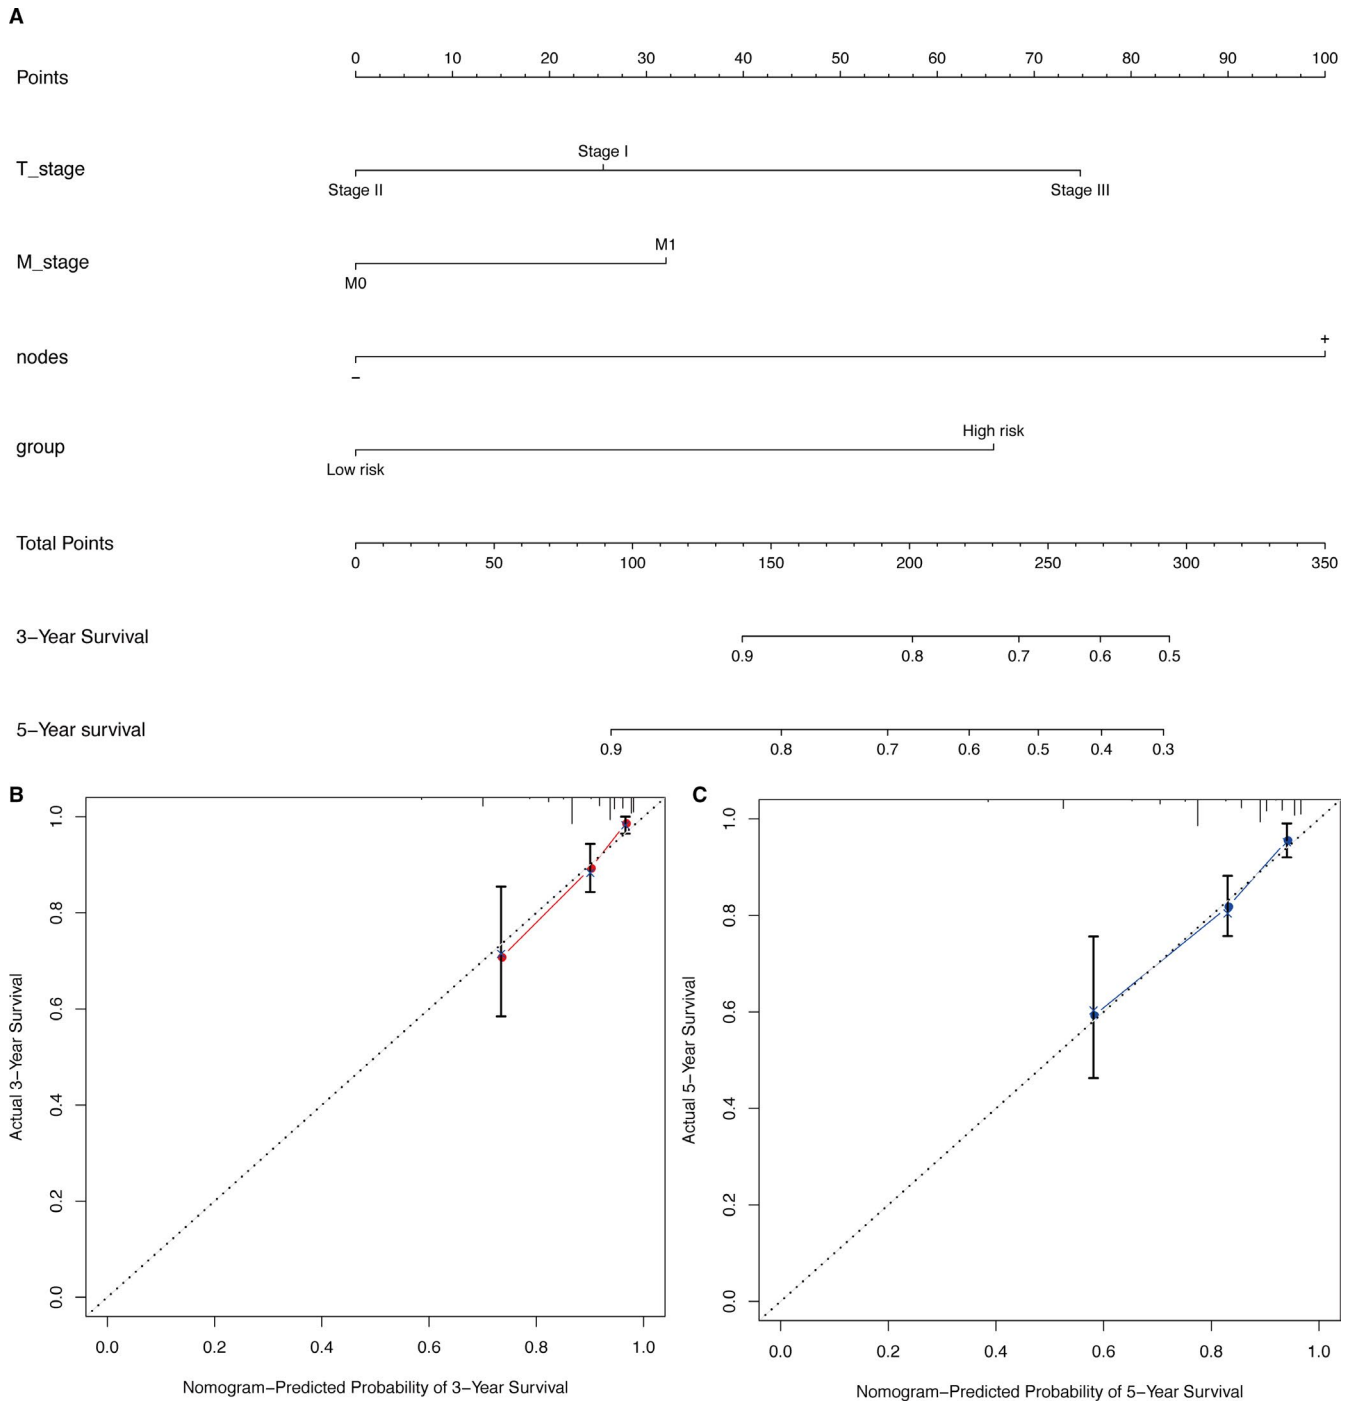 A
Points
0 10 20 30 40 50 60 70 80 90 100
T_stage
Stage I
Stage II
Stage III
M_stage
M1
M0
nodes
+
−
group
High risk
Low risk
Total Points
0 50 100 150 200 250 300 350
3−Year Survival
0.9 0.8 0.7 0.6 0.5
5−Year survival
0.9 0.8 0.7 0.6 0.5 0.4 0.3
B
Actual 3−Year Survival
1.0
0.8
0.6
0.4
0.2
0.0
0.0 0.2 0.4 0.6 0.8 1.0
Nomogram−Predicted Probability of 3−Year Survival
C
Actual 5−Year Survival
1.0
0.8
0.6
0.4
0.2
0.0
0.0 0.2 0.4 0.6 0.8 1.0
Nomogram−Predicted Probability of 5−Year Survival